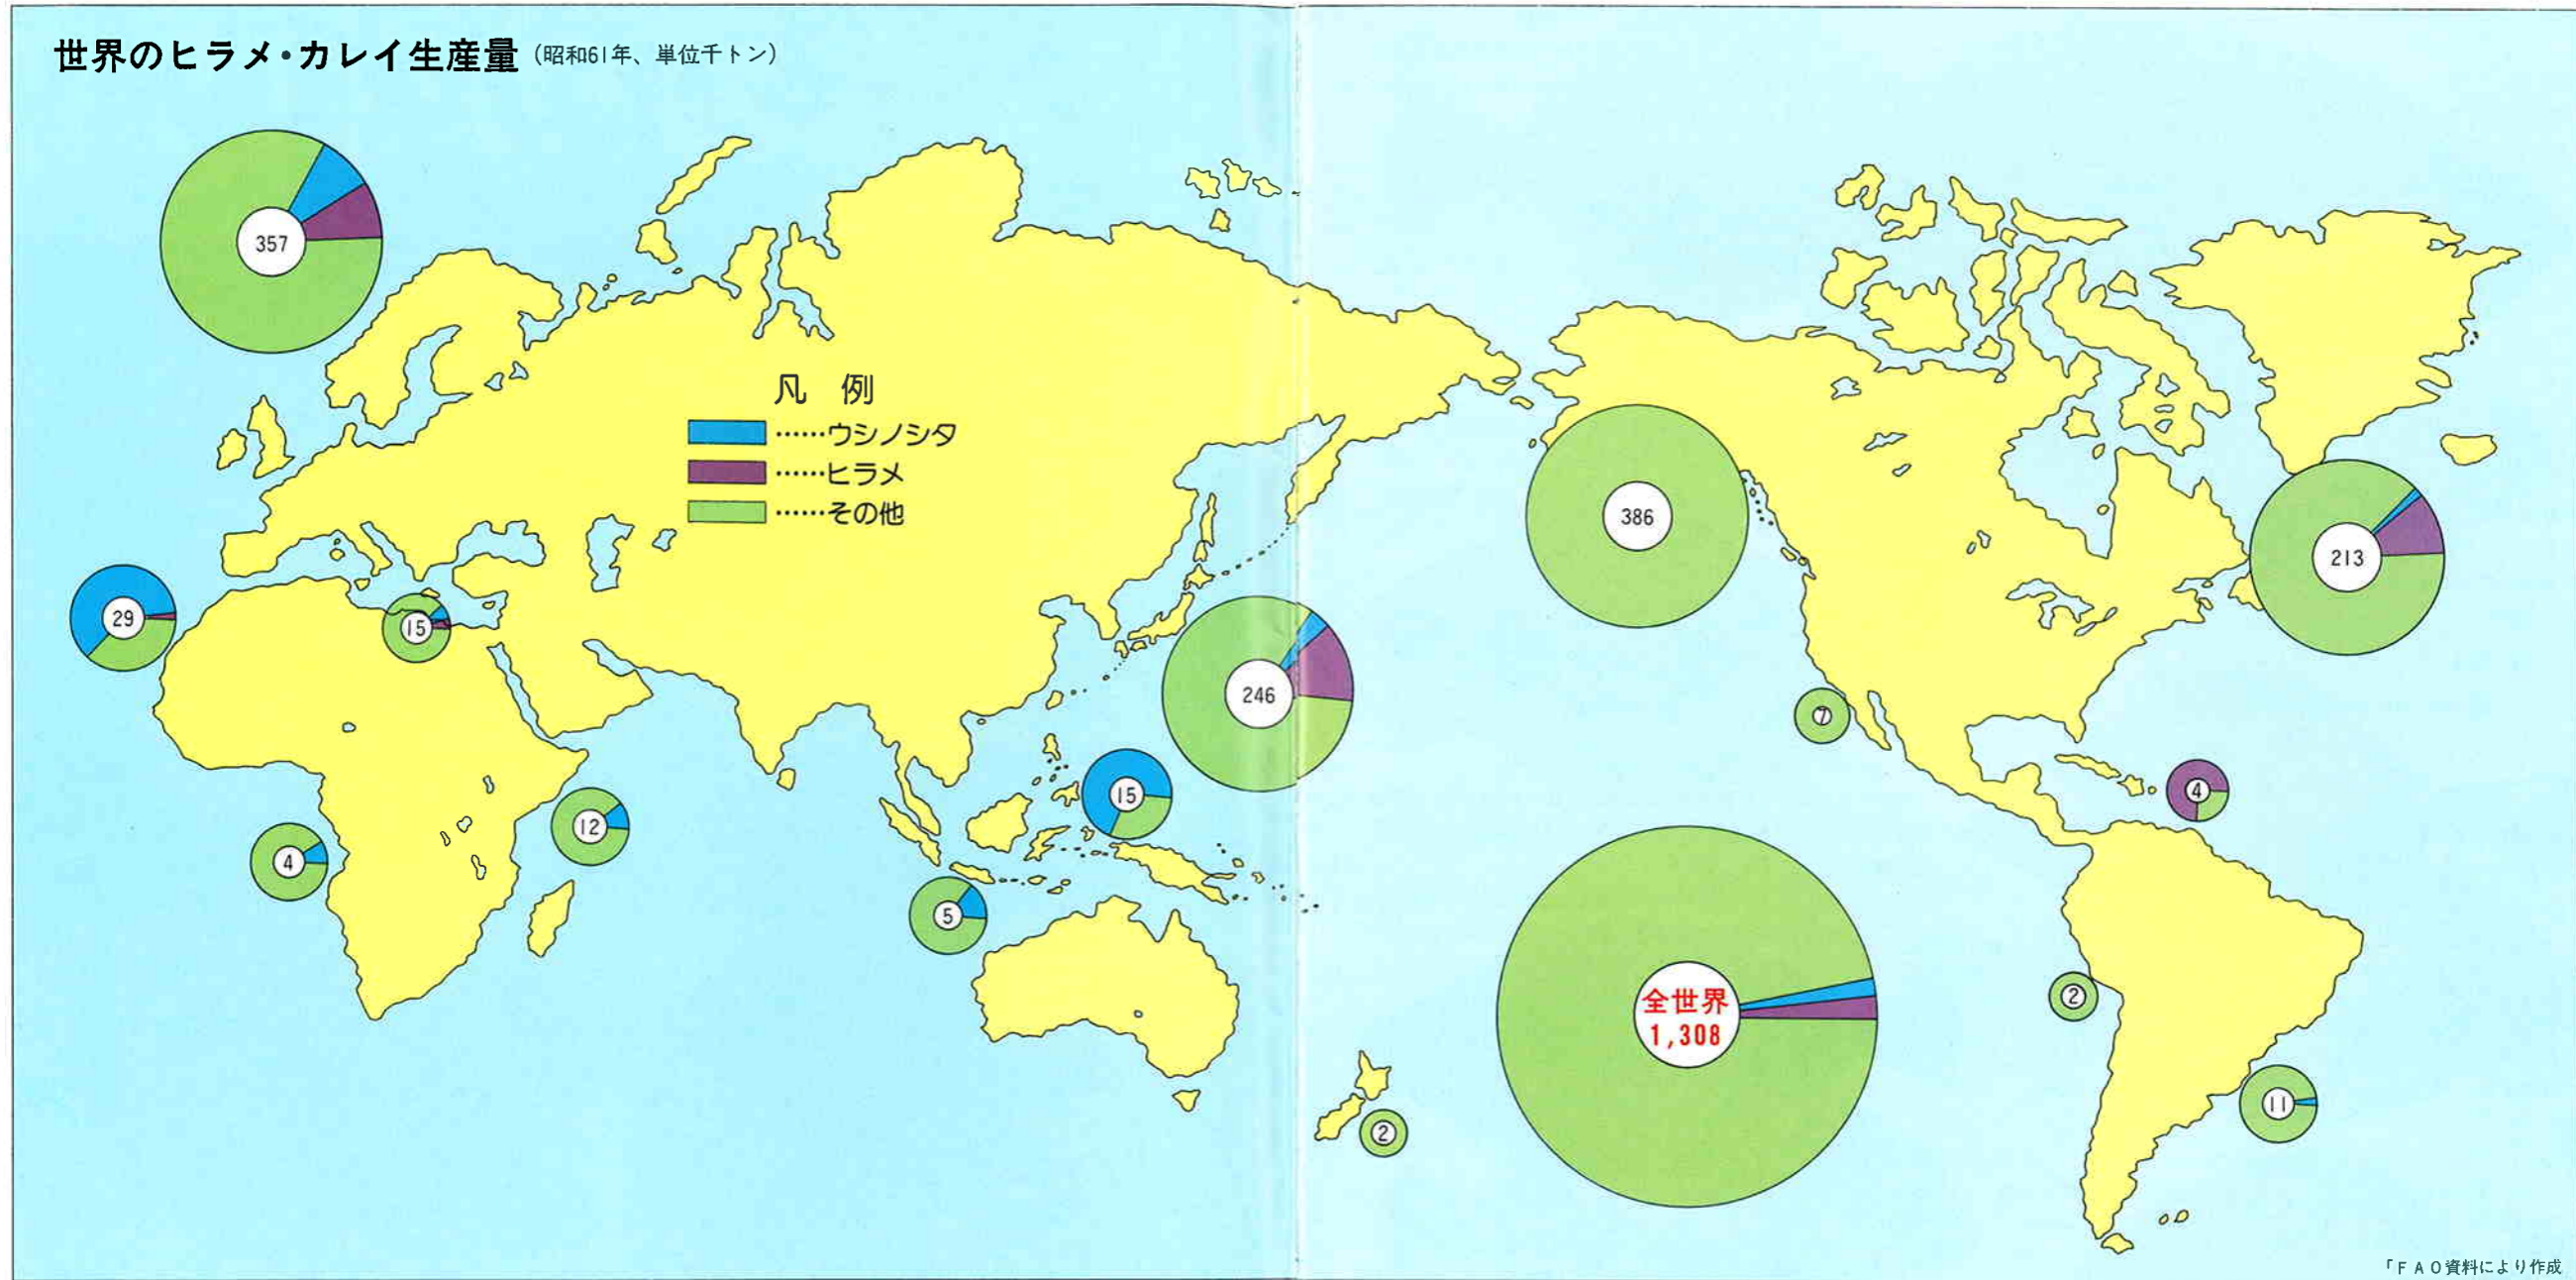 世界のヒラメ・カレイ生産量(昭和61年、単位千トン)
357
凡 例
……ウシノシタ
……ヒラメ
……その他
386
213
29
15
246
7
15
4
12
4
5
全世界
1,308
2
11
2
「FAO資料により作成